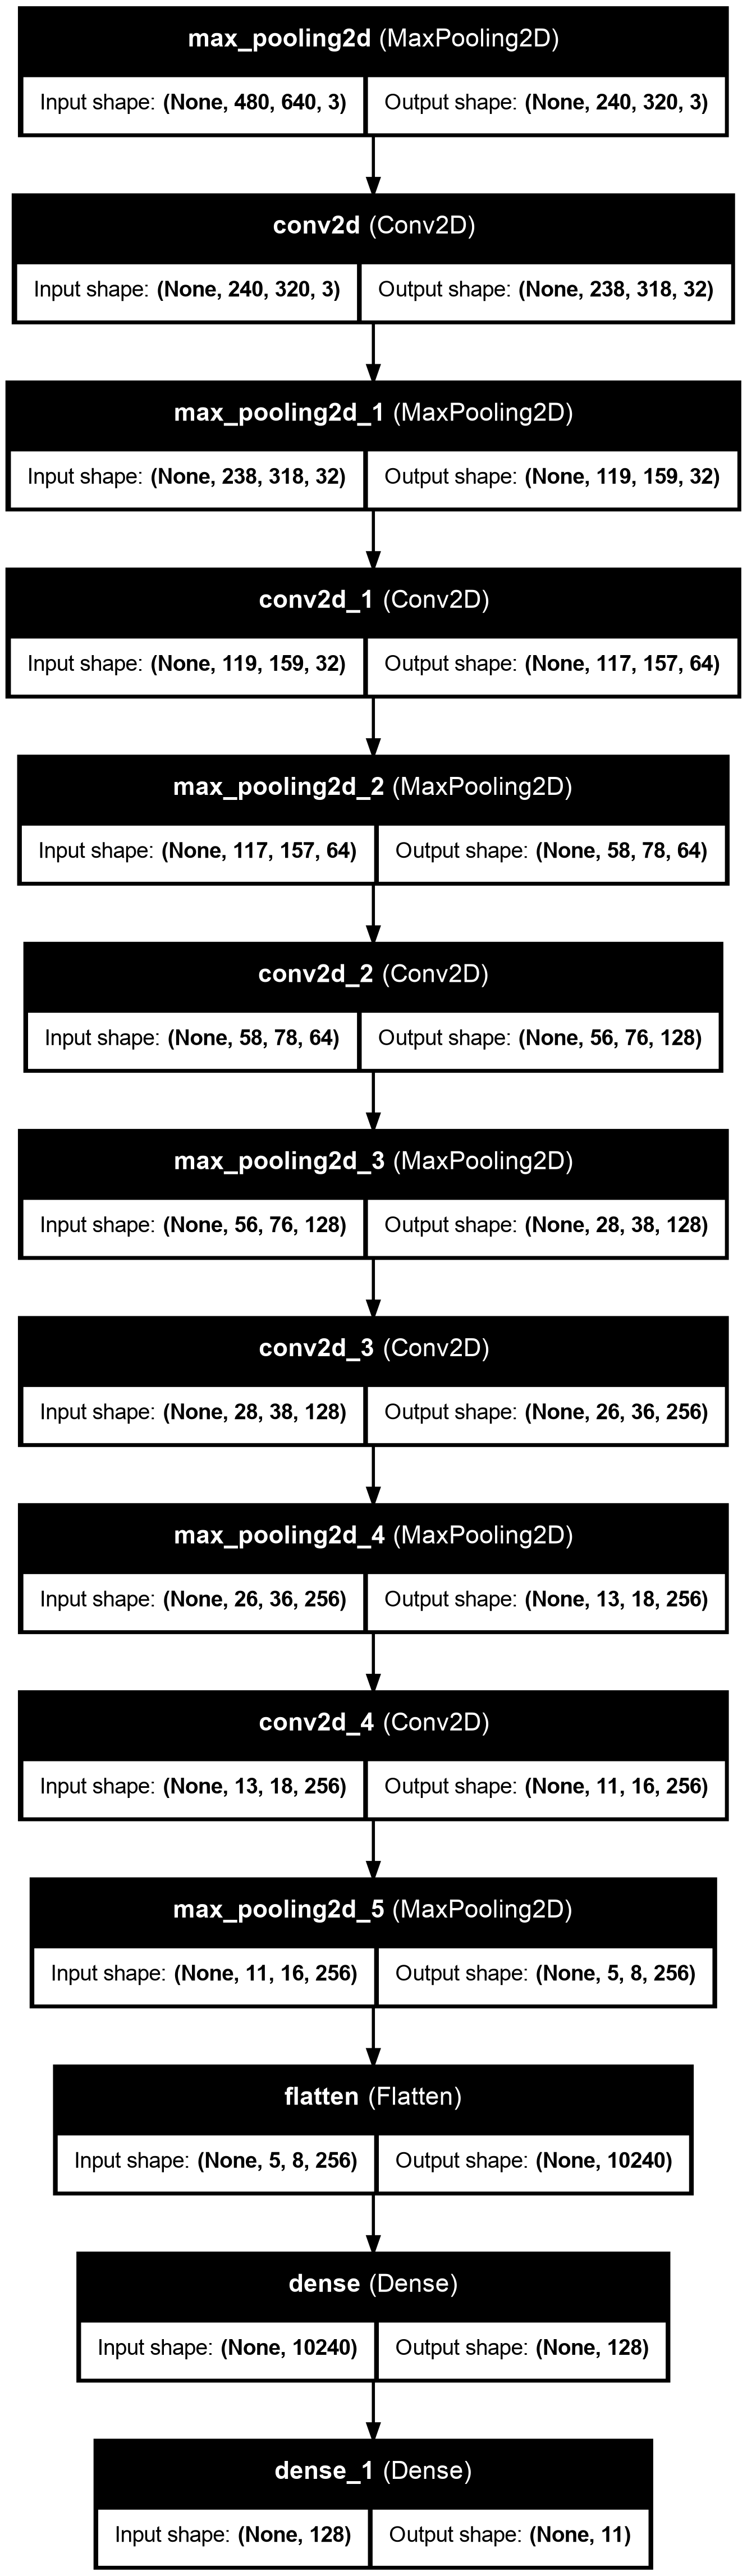 max_pooling2d (MaxPooling2D)
Input shape: (None, 480, 640, 3) Output shape: (None, 240, 320, 3)
conv2d (Conv2D)
Input shape: (None, 240, 320, 3) Output shape: (None, 238, 318, 32)
max_pooling2d_1 (MaxPooling2D)
Input shape: (None, 238, 318, 32) Output shape: (None, 119, 159, 32)
conv2d_1 (Conv2D)
Input shape: (None, 119, 159, 32) Output shape: (None, 117, 157, 64)
max_pooling2d_2 (MaxPooling2D)
Input shape: (None, 117, 157, 64) Output shape: (None, 58, 78, 64)
conv2d_2 (Conv2D)
Input shape: (None, 58, 78, 64) Output shape: (None, 56, 76, 128)
max_pooling2d_3 (MaxPooling2D)
Input shape: (None, 56, 76, 128) Output shape: (None, 28, 38, 128)
conv2d_3 (Conv2D)
Input shape: (None, 28, 38, 128) Output shape: (None, 26, 36, 256)
max_pooling2d_4 (MaxPooling2D)
Input shape: (None, 26, 36, 256) Output shape: (None, 13, 18, 256)
conv2d_4 (Conv2D)
Input shape: (None, 13, 18, 256) Output shape: (None, 11, 16, 256)
max_pooling2d_5 (MaxPooling2D)
Input shape: (None, 11, 16, 256) Output shape: (None, 5, 8, 256)
flatten (Flatten)
Input shape: (None, 5, 8, 256) Output shape: (None, 10240)
dense (Dense)
Input shape: (None, 10240) Output shape: (None, 128)
dense_1 (Dense)
Input shape: (None, 128) Output shape: (None, 11)